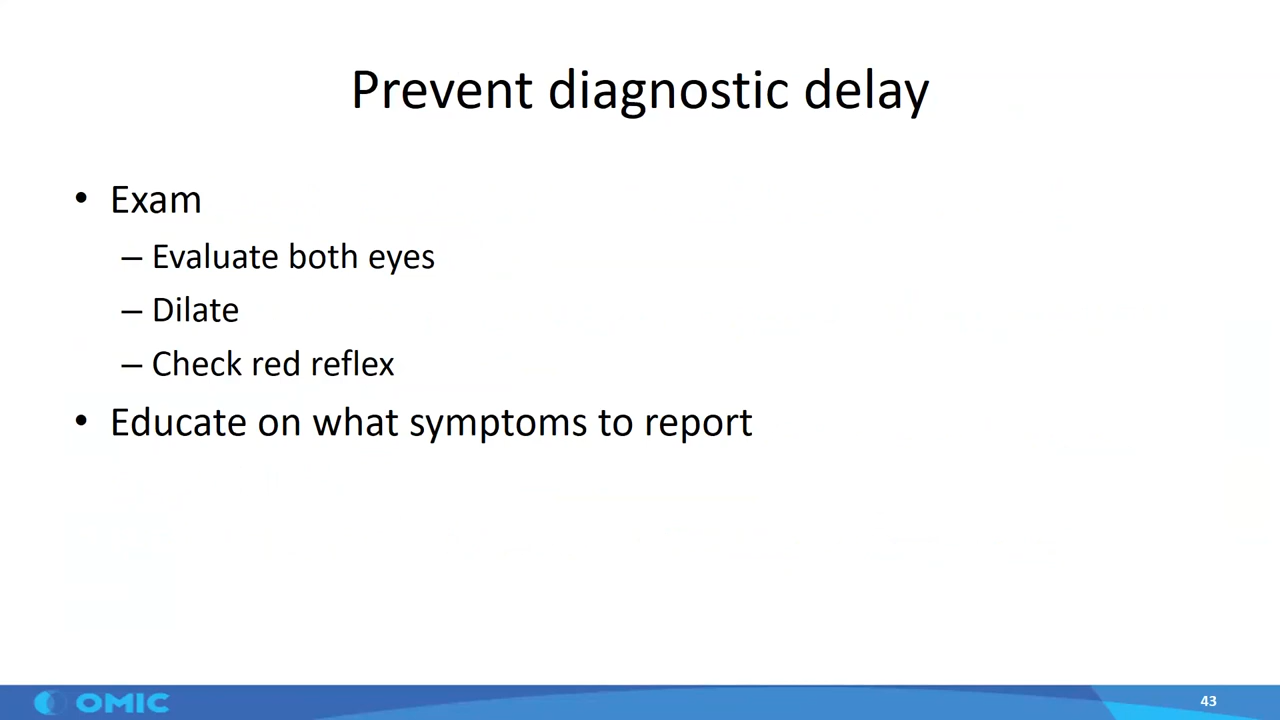 Prevent diagnostic delay
• Exam
– Evaluate both eyes
– Dilate
– Check red reflex
• Educate on what symptoms to report
OMIC
43